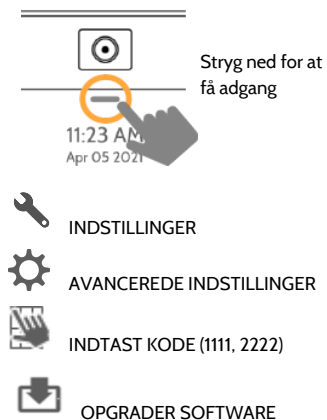 Stryg ned for at
få adgang
11:23 AM
Apr 05 2021
INDSTILLINGER
AVANCEREDE INDSTILLINGER
INDTAST KODE (1111, 2222)
OPGRADER SOFTWARE